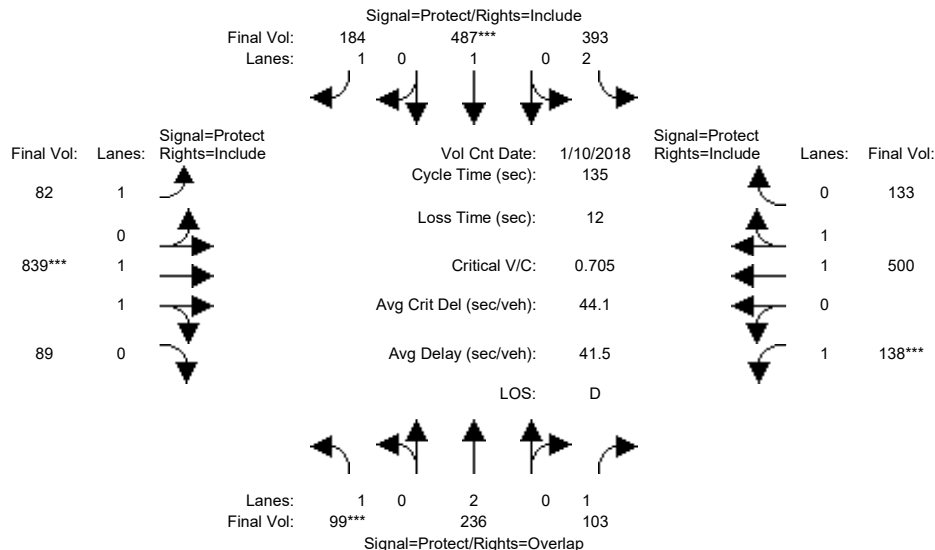 Signal=Protect/Rights=Include
Final Vol: 184 487*** 393
Lanes: 1 0 1 0 2
Signal=Protect Signal=Protect
Final Vol: Lanes: Rights=Include Vol Cnt Date: 1/10/2018 Rights=Include Lanes: Final Vol:
Cycle Time (sec): 135
82 1 0 133
Loss Time (sec): 12
0 1
839*** 1 Critical V/C: 0.705 1 500
1 Avg Crit Del (sec/veh): 44.1 0
89 0 Avg Delay (sec/veh): 41.5 1 138***
LOS: D
Lanes: 1 0 2 0 1
Final Vol: 99*** 236 103
Signal=Protect/Rights=Overlap